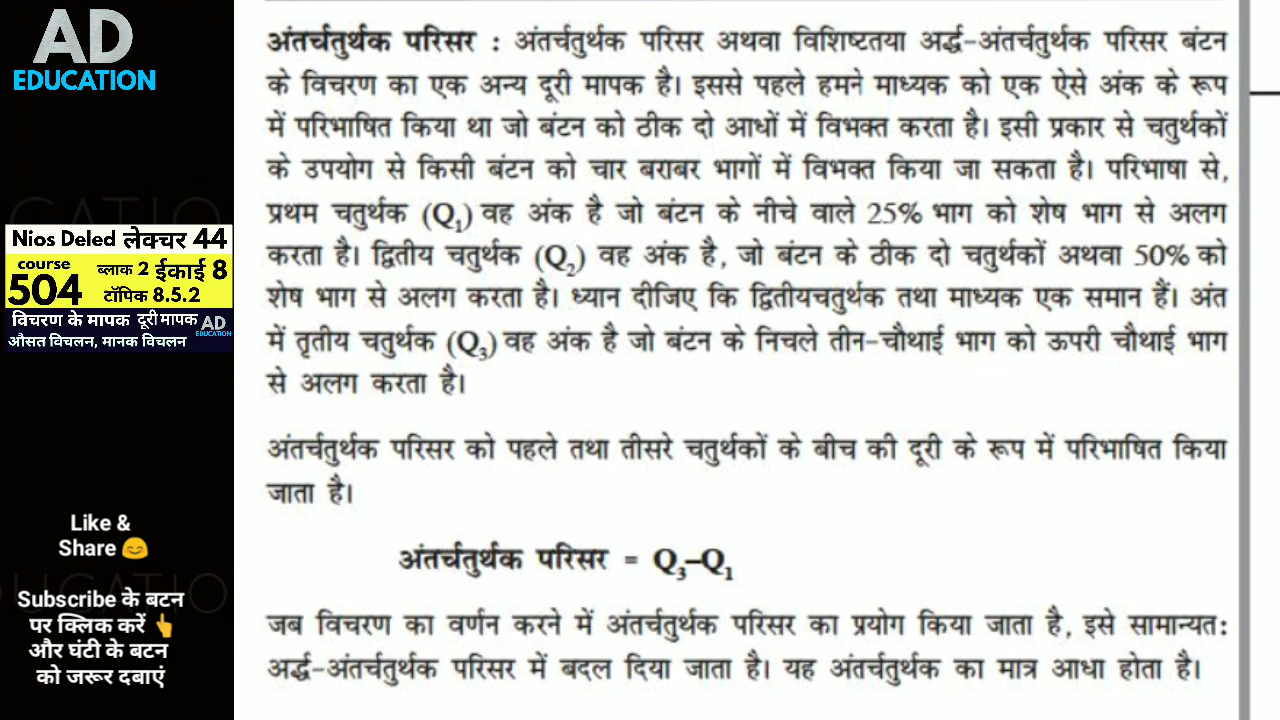 AD
EDUCATION
Nios Deled लेक्चर 44
course
504
ब्लाक 2 ईकाई 8
टॉपिक 8.5.2
विचरण के मापक दूरी मापक
AD
EDUCATION
औसत विचलन, मानक विचलन
Like &
Share 😊
Subscribe के बटन
पर क्लिक करें 👆
और घंटी के बटन
को जरूर दबाएं
अंतर्चतुर्थक परिसर : अंतर्चतुर्थक परिसर अथवा विशिष्टतया अर्द्ध-अंतर्चतुर्थक परिसर बंटन
के विचरण का एक अन्य दूरी मापक है। इससे पहले हमने माध्यक को एक ऐसे अंक के रूप
में परिभाषित किया था जो बंटन को ठीक दो आधों में विभक्त करता है। इसी प्रकार से चतुर्थकों
के उपयोग से किसी बंटन को चार बराबर भागों में विभक्त किया जा सकता है। परिभाषा से,
प्रथम चतुर्थक (Q₁) वह अंक है जो बंटन के नीचे वाले 25% भाग को शेष भाग से अलग
करता है। द्वितीय चतुर्थक (Q₂) वह अंक है, जो बंटन के ठीक दो चतुर्थकों अथवा 50% को
शेष भाग से अलग करता है। ध्यान दीजिए कि द्वितीयचतुर्थक तथा माध्यक एक समान हैं। अंत
में तृतीय चतुर्थक (Q₃) वह अंक है जो बंटन के निचले तीन-चौथाई भाग को ऊपरी चौथाई भाग
से अलग करता है।
अंतर्चतुर्थक परिसर को पहले तथा तीसरे चतुर्थकों के बीच की दूरी के रूप में परिभाषित किया
जाता है।
अंतर्चतुर्थक परिसर = Q₃–Q₁
जब विचरण का वर्णन करने में अंतर्चतुर्थक परिसर का प्रयोग किया जाता है, इसे सामान्यत:
अर्द्ध-अंतर्चतुर्थक परिसर में बदल दिया जाता है। यह अंतर्चतुर्थक का मात्र आधा होता है।